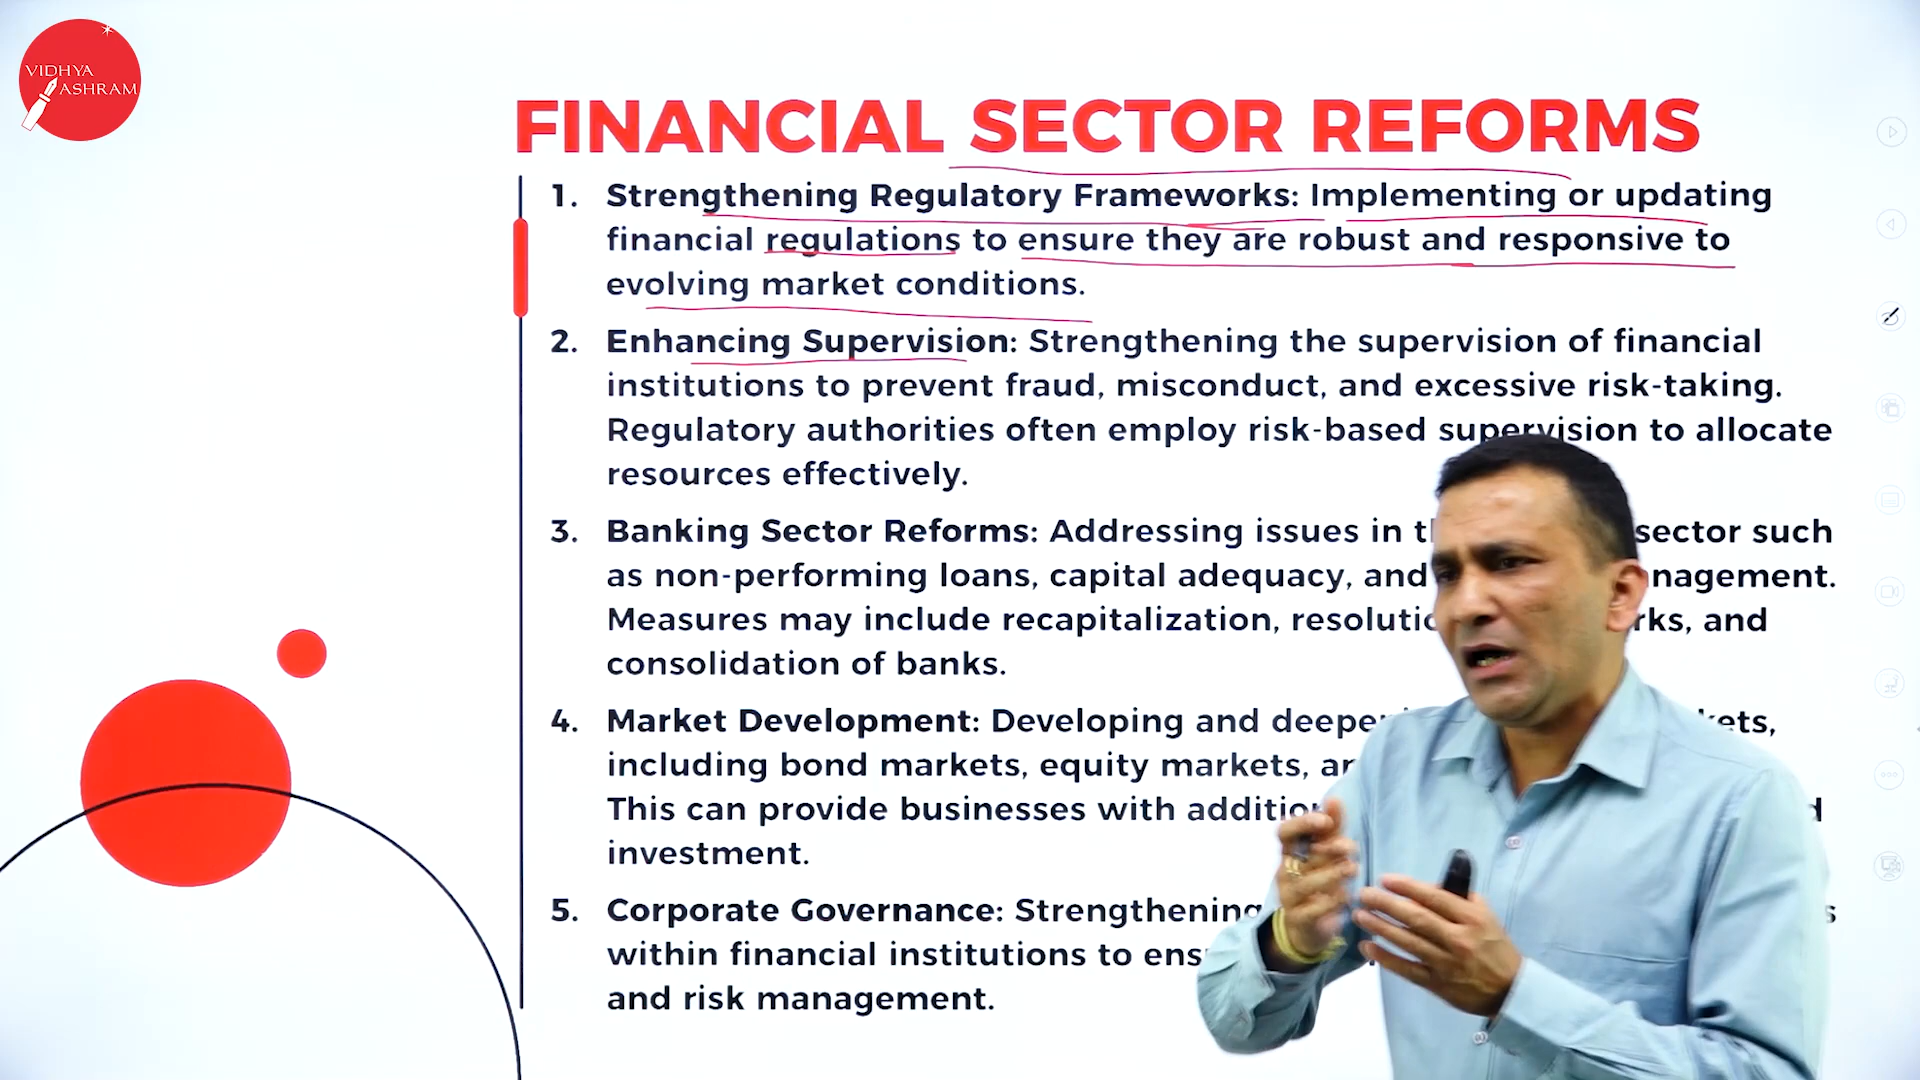 VIDHYA
ASHRAM
FINANCIAL SECTOR REFORMS
1. Strengthening Regulatory Frameworks: Implementing or updating
financial regulations to ensure they are robust and responsive to
evolving market conditions.
2. Enhancing Supervision: Strengthening the supervision of financial
institutions to prevent fraud, misconduct, and excessive risk-taking.
Regulatory authorities often employ risk-based supervision to allocate
resources effectively.
3. Banking Sector Reforms: Addressing issues in sector such
as non-performing loans, capital adequacy, and
Measures may include recapitalization, and
consolidation of banks.
4. Market Development: Developing and
including bond markets, equity markets,
This can provide businesses with
investment.
5. Corporate Governance: Strengthening
within financial institutions to
and risk management.